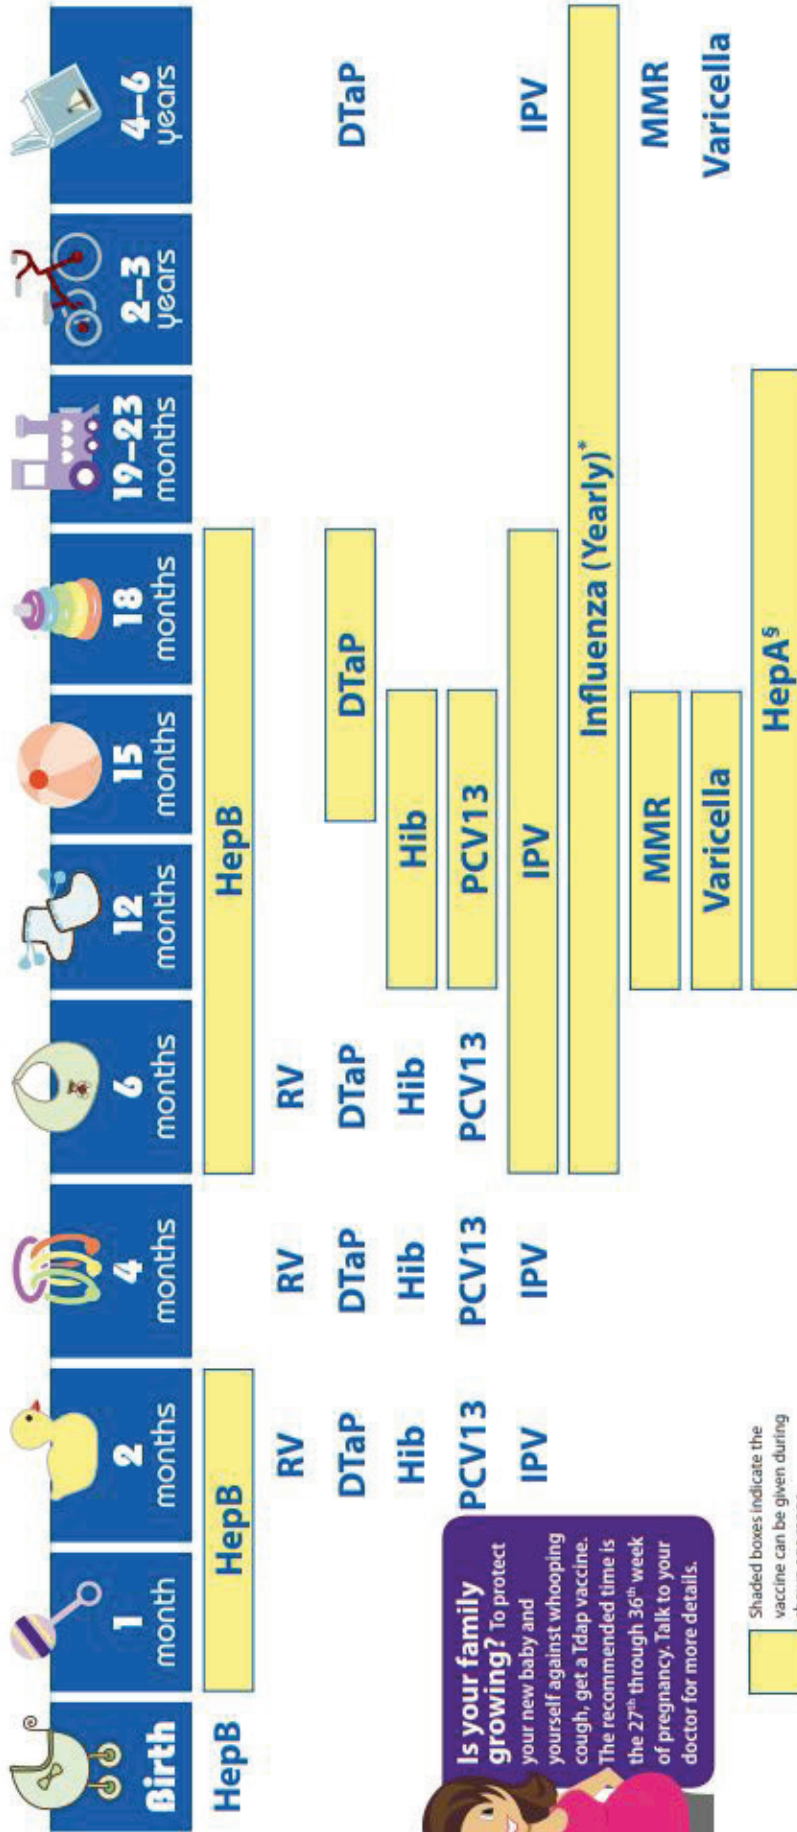 Birth
1
month
2
months
4
months
6
months
12
months
15
months
18
months
19–23
months
2–3
years
4–6
years
HepB
HepB
HepB
RV
RV
RV
DTaP
DTaP
DTaP
DTaP
DTaP
Hib
Hib
Hib
Hib
PCV13
PCV13
PCV13
PCV13
IPV
IPV
IPV
IPV
Influenza (Yearly)*
MMR
MMR
Varicella
Varicella
HepA§
Is your family
growing? To protect
your new baby and
yourself against whooping
cough, get a Tdap vaccine.
The recommended time is
the 27th through 36th week
of pregnancy. Talk to your
doctor for more details.
Shaded boxes indicate the
vaccine can be given during